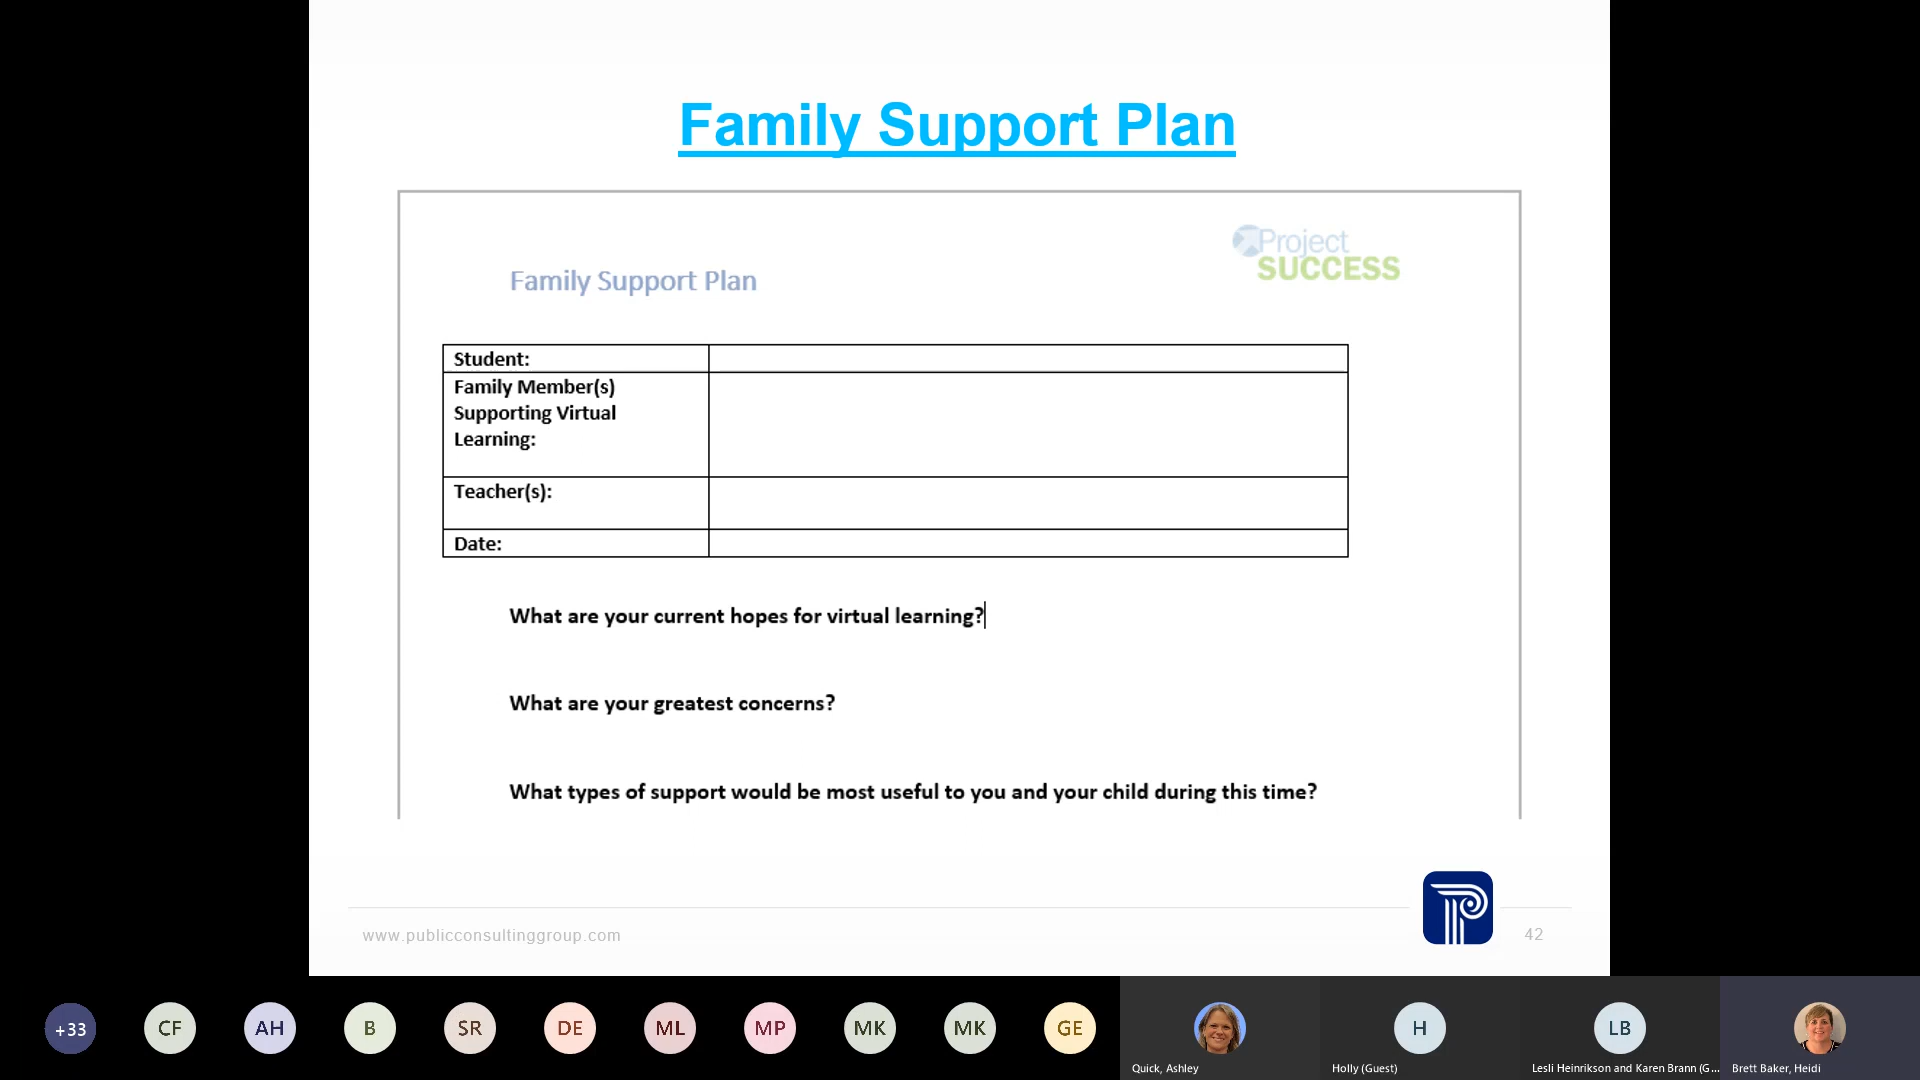 Family Support Plan
Project
SUCCESS
Family Support Plan
Student:
Family Member(s)
Supporting Virtual
Learning:
Teacher(s):
Date:
What are your current hopes for virtual learning?
What are your greatest concerns?
What types of support would be most useful to you and your child during this time?
www.publicconsultinggroup.com
42
+33
CF
AH
B
SR
DE
ML
MP
MK
MK
GE
Quick, Ashley
H
Holly (Guest)
LB
Lesli Heinrikson and Karen Brann (G...
Brett Baker, Heidi